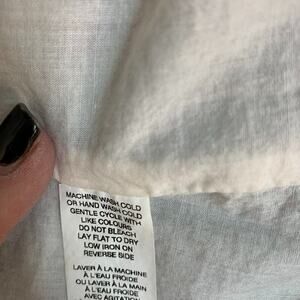 MACHINE WASH COLD
OR HAND WASH COLD
GENTLE CYCLE WITH
LIKE COLOURS
DO NOT BLEACH
LAY FLAT TO DRY
LOW IRON ON
REVERSE SIDE
LAVER À LA MACHINE
À L'EAU FROIDE
OU LAVER À LA MAIN
À L'EAU FROIDE
AVEC AGITATION